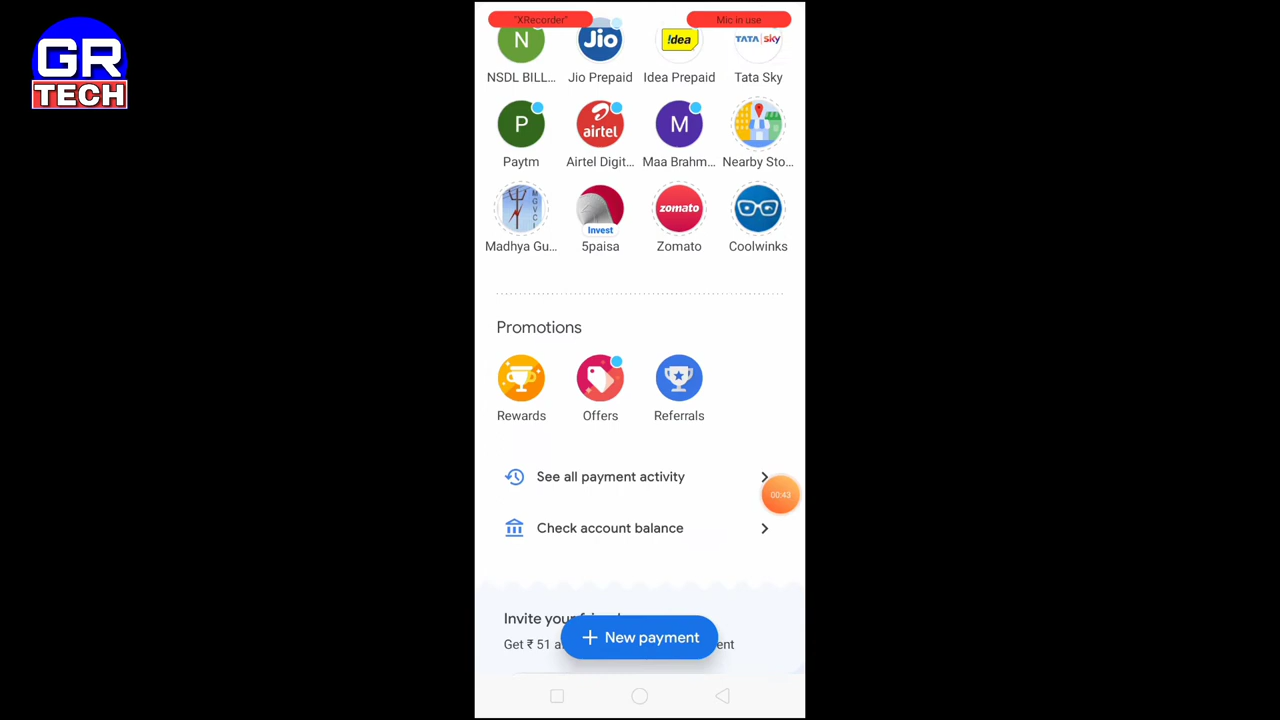 GR
TECH
"XRecorder"
Mic in use
N
Jio
!dea
TATA sky
NSDL BILL...
Jio Prepaid
Idea Prepaid
Tata Sky
P
airtel
M
Paytm
Airtel Digit...
Maa Brahm...
Nearby Sto...
MGVCL
Invest
zomato
Madhya Gu...
5paisa
Zomato
Coolwinks
Promotions
Rewards
Offers
Referrals
See all payment activity
00:43
Check account balance
Invite your
New payment
Get ₹ 51